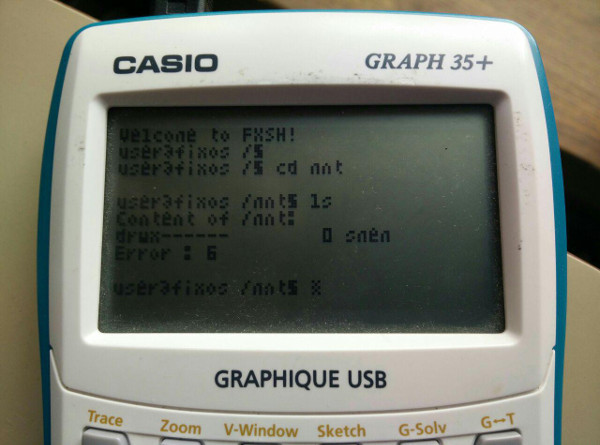 CASIO
GRAPH 35+
Welcome to FXSH!
user@fixos /$
user@fixos /$ cd mnt
user@fixos /mnt$ ls
Content of /mnt:
drwx------ 0 smem
Error : 6
user@fixos /mnt$
GRAPHIQUE USB
Trace Zoom V-Window Sketch G-Solv G↔T